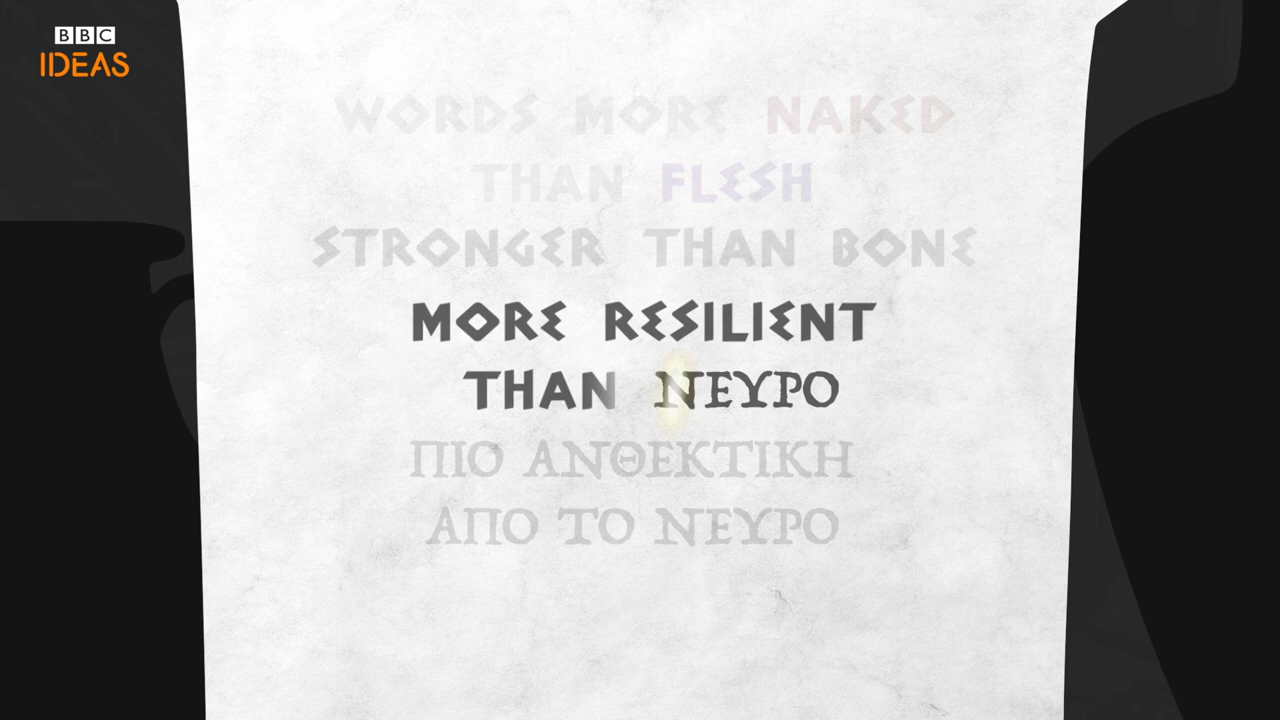 BBC
IDEAS
WORDS MORE NAKED
THAN FLESH
STRONGER THAN BONE
MORE RESILIENT
THAN ΝΕΥΡΟ
ΠΙΟ ΑΝΘΕΚΤΙΚΗ
ΑΠΟ ΤΟ ΝΕΥΡΟ